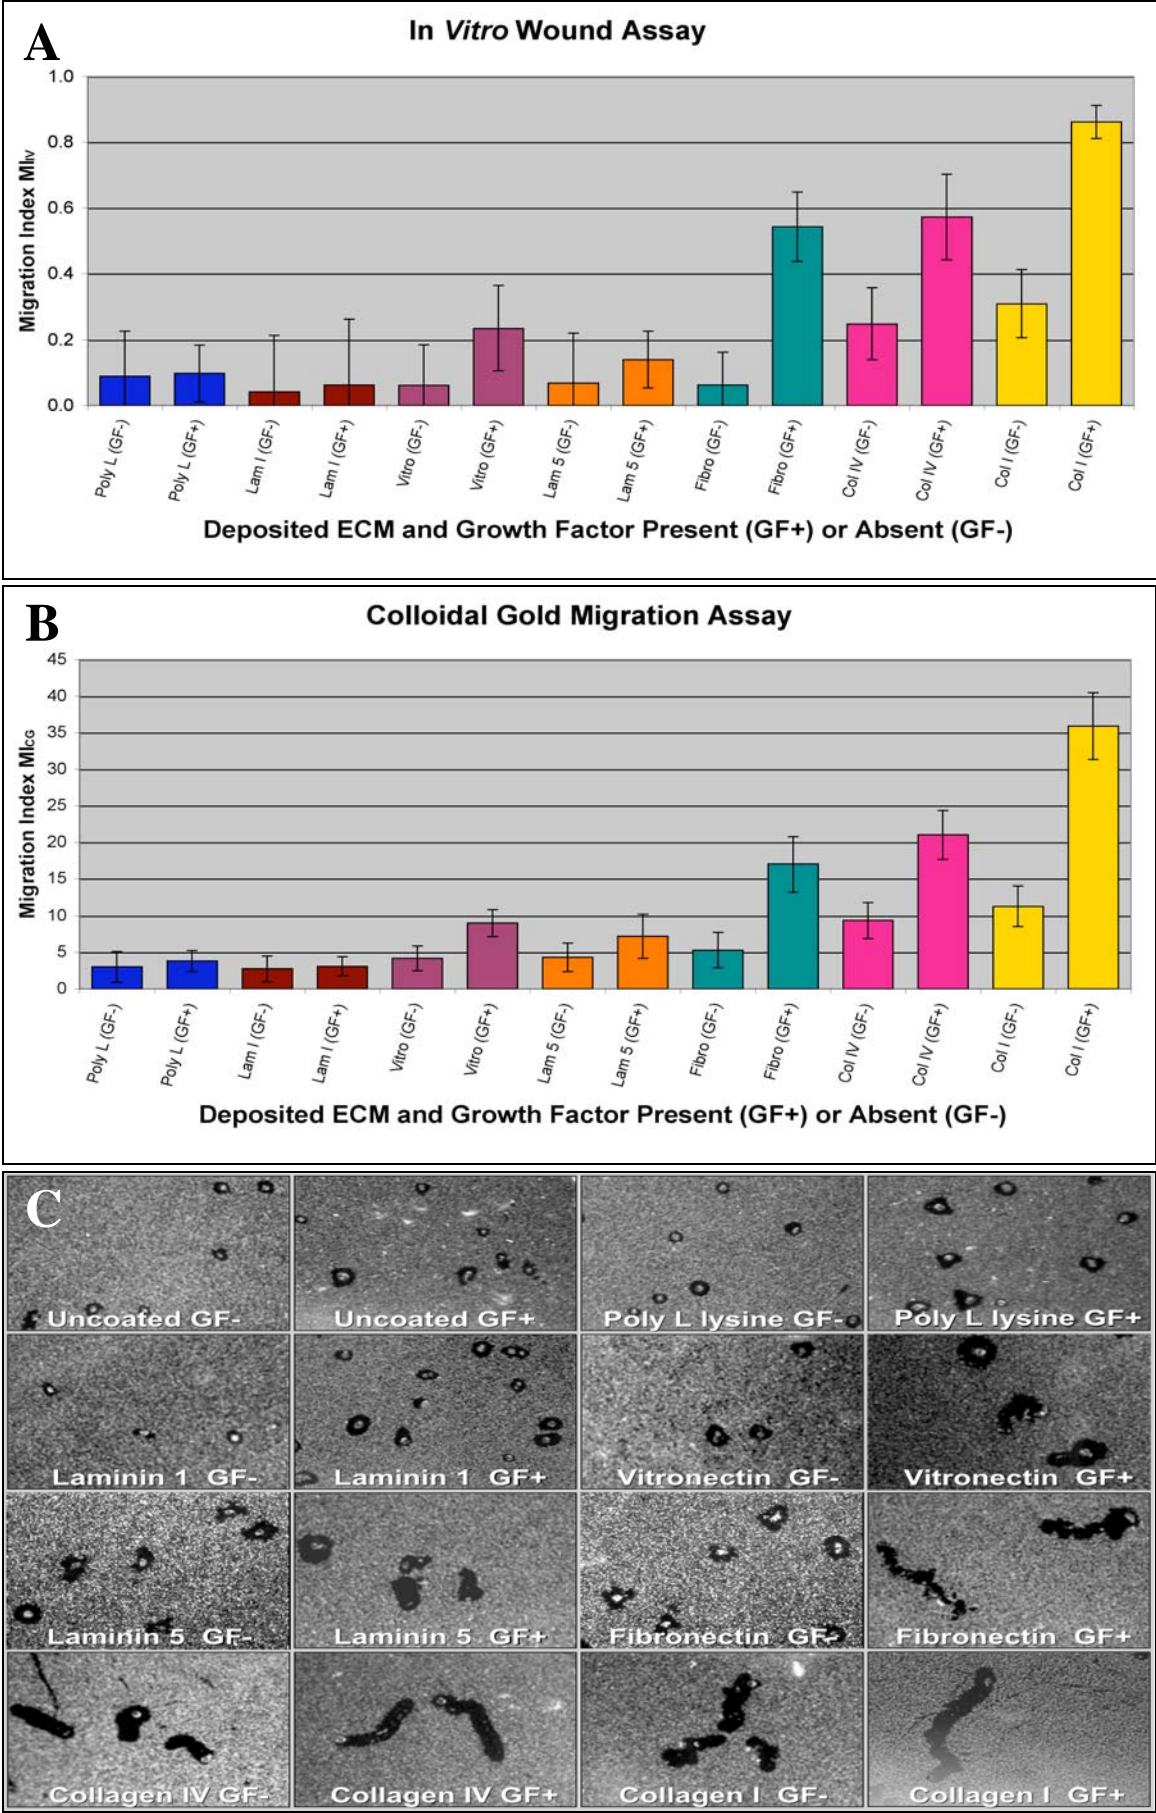 A
In Vitro Wound Assay
Migration Index MIIV
1.0
0.8
0.6
0.4
0.2
0.0
Poly L (GF-)
Poly L (GF+)
Lam I (GF-)
Lam I (GF+)
Vitro (GF-)
Vitro (GF+)
Lam 5 (GF-)
Lam 5 (GF+)
Fibro (GF-)
Fibro (GF+)
Col IV (GF-)
Col IV (GF+)
Col I (GF-)
Col I (GF+)
Deposited ECM and Growth Factor Present (GF+) or Absent (GF-)
B
Colloidal Gold Migration Assay
Migration Index MICG
45
40
35
30
25
20
15
10
5
0
Poly L (GF-)
Poly L (GF+)
Lam I (GF-)
Lam I (GF+)
Vitro (GF-)
Vitro (GF+)
Lam 5 (GF-)
Lam 5 (GF+)
Fibro (GF-)
Fibro (GF+)
Col IV (GF-)
Col IV (GF+)
Col I (GF-)
Col I (GF+)
Deposited ECM and Growth Factor Present (GF+) or Absent (GF-)
C
Uncoated GF-
Uncoated GF+
Poly L lysine GF-
Poly L lysine GF+
Laminin 1 GF-
Laminin 1 GF+
Vitronectin GF-
Vitronectin GF+
Laminin 5 GF-
Laminin 5 GF+
Fibronectin GF-
Fibronectin GF+
Collagen IV GF-
Collagen IV GF+
Collagen I GF-
Collagen I GF+